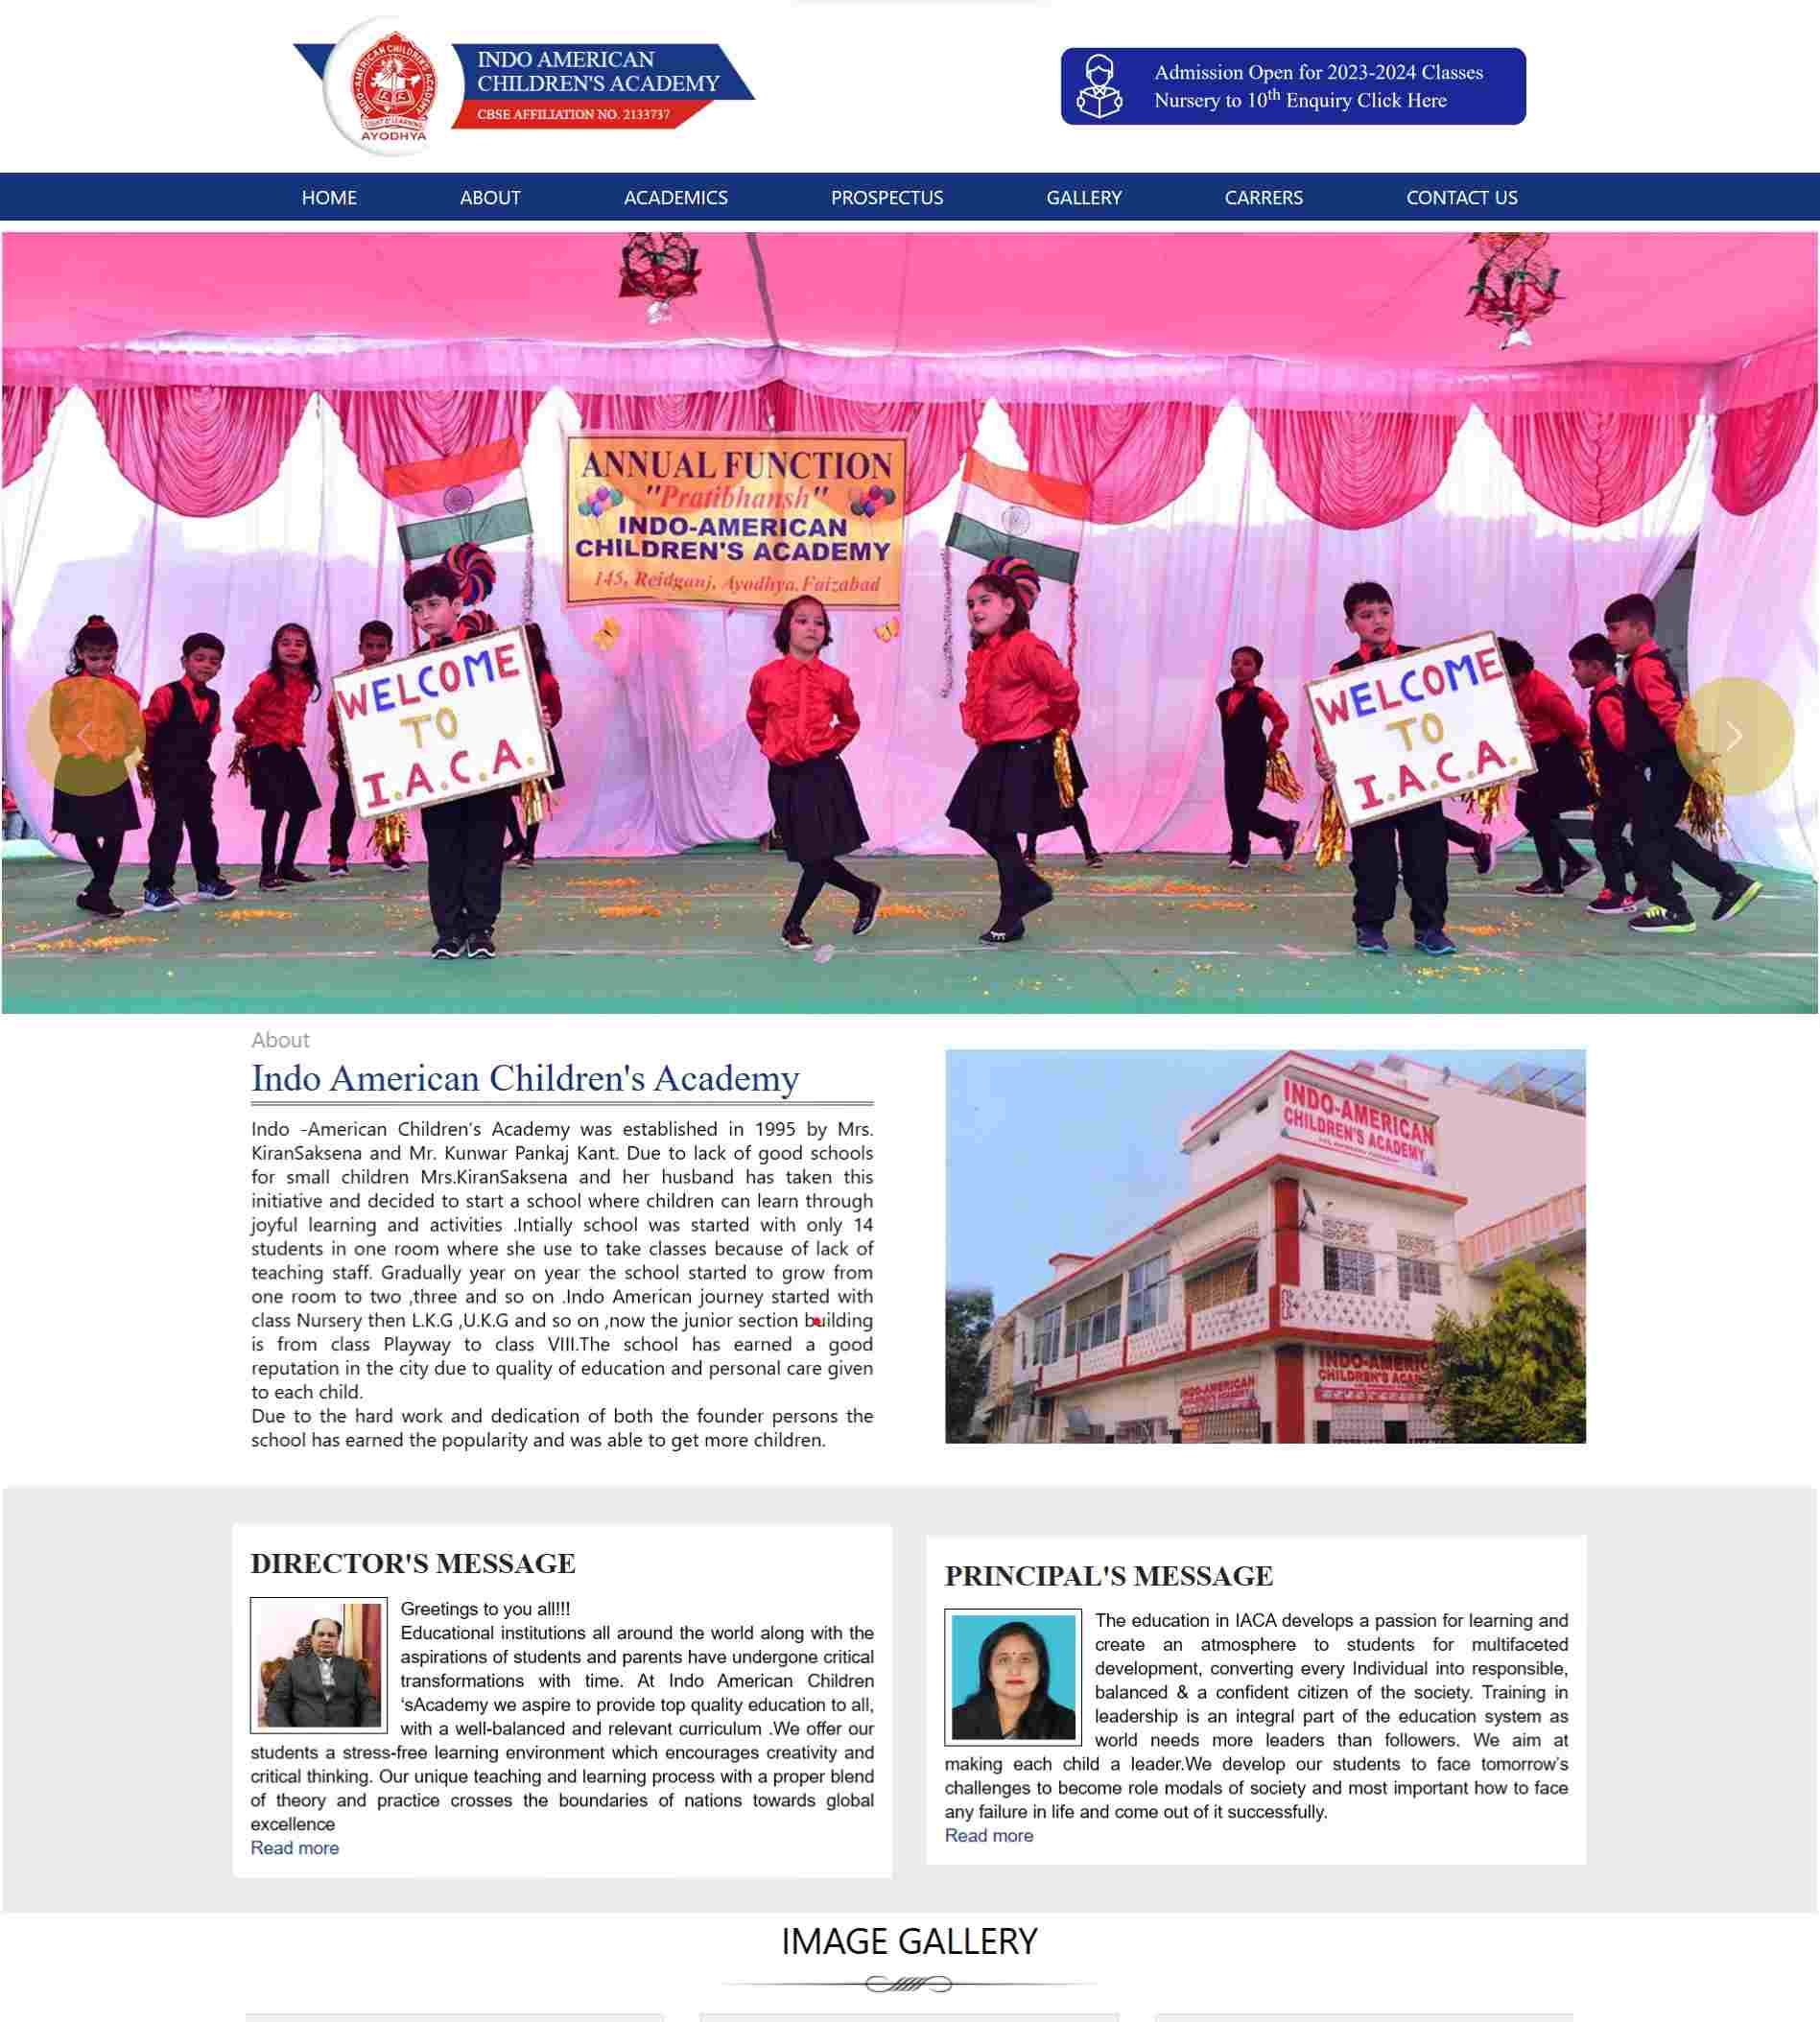 INDO-AMERICAN CHILDREN'S ACADEMY
LIGHT OF LEARNING
AYODHYA
INDO AMERICAN
CHILDREN'S ACADEMY
CBSE AFFILIATION NO. 2133737
Admission Open for 2023-2024 Classes
Nursery to 10th Enquiry Click Here
HOME ABOUT ACADEMICS PROSPECTUS GALLERY CARRERS CONTACT US
ANNUAL FUNCTION
"Pratibhansh"
INDO-AMERICAN
CHILDREN'S ACADEMY
145, Reidganj, Ayodhya, Faizabad
WELCOME
TO
I.A.C.A.
WELCOME
TO
I.A.C.A.
About
Indo American Children's Academy
Indo -American Children's Academy was established in 1995 by Mrs.
KiranSaksena and Mr. Kunwar Pankaj Kant. Due to lack of good schools
for small children Mrs.KiranSaksena and her husband has taken this
initiative and decided to start a school where children can learn through
joyful learning and activities .Intially school was started with only 14
students in one room where she use to take classes because of lack of
teaching staff. Gradually year on year the school started to grow from
one room to two ,three and so on .Indo American journey started with
class Nursery then L.K.G ,U.K.G and so on ,now the junior section building
is from class Playway to class VIII.The school has earned a good
reputation in the city due to quality of education and personal care given
to each child.
Due to the hard work and dedication of both the founder persons the
school has earned the popularity and was able to get more children.
INDO-AMERICAN
CHILDREN'S ACADEMY
INDO-AMERIC
CHILDREN'S ACA
INDO-AMERICAN
DIRECTOR'S MESSAGE
Greetings to you all!!!
Educational institutions all around the world along with the
aspirations of students and parents have undergone critical
transformations with time. At Indo American Children
‘sAcademy we aspire to provide top quality education to all,
with a well-balanced and relevant curriculum .We offer our
students a stress-free learning environment which encourages creativity and
critical thinking. Our unique teaching and learning process with a proper blend
of theory and practice crosses the boundaries of nations towards global
excellence
Read more
PRINCIPAL'S MESSAGE
The education in IACA develops a passion for learning and
create an atmosphere to students for multifaceted
development, converting every Individual into responsible,
balanced & a confident citizen of the society. Training in
leadership is an integral part of the education system as
world needs more leaders than followers. We aim at
making each child a leader.We develop our students to face tomorrow’s
challenges to become role modals of society and most important how to face
any failure in life and come out of it successfully.
Read more
IMAGE GALLERY